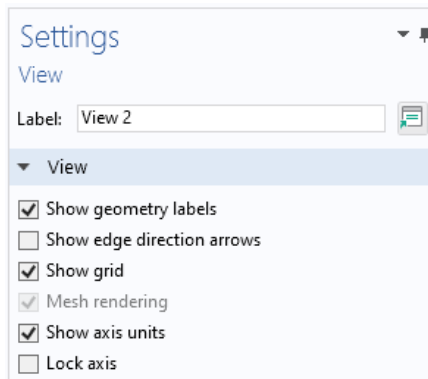 Settings
View
Label: View 2
View
Show geometry labels
Show edge direction arrows
Show grid
Mesh rendering
Show axis units
Lock axis